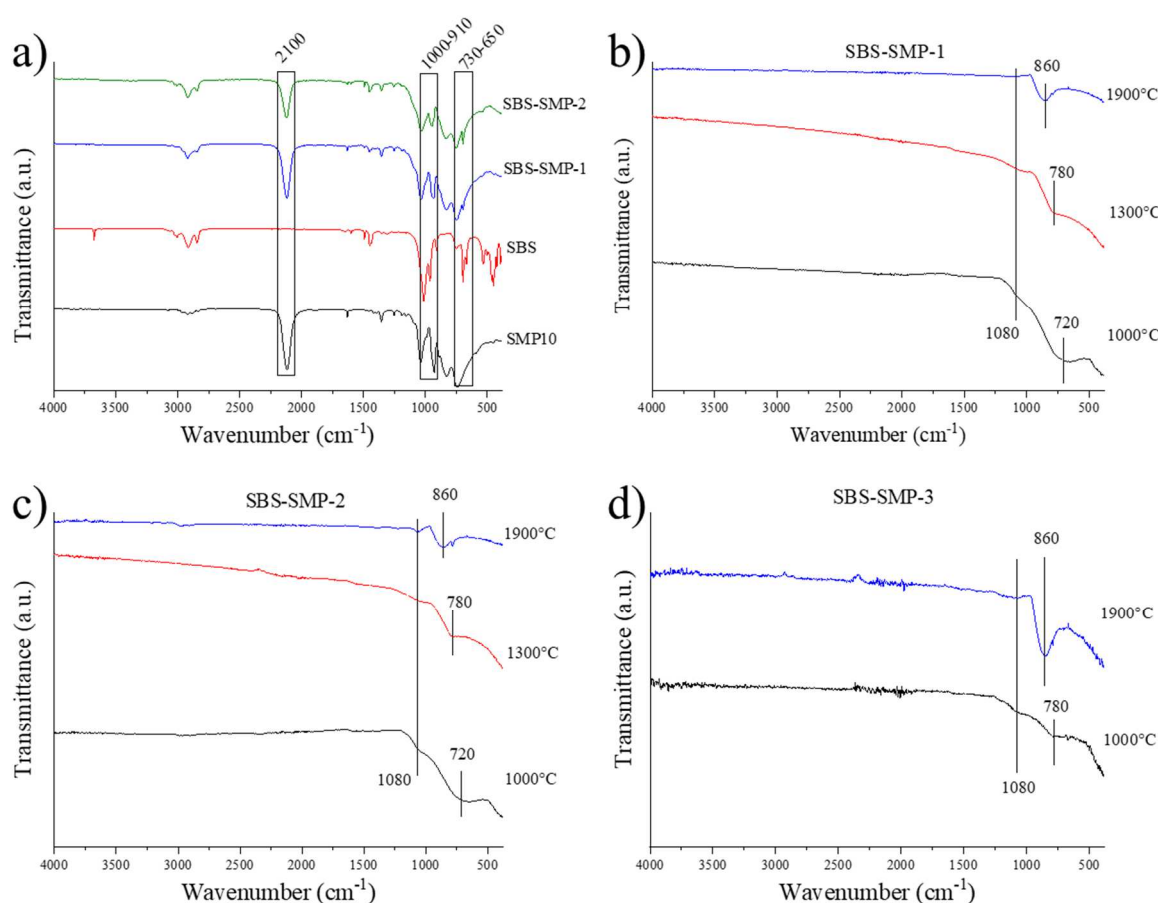 a)
2100
1000-910
730-650
SBS-SMP-2
SBS-SMP-1
SBS
SMP10
Transmittance (a.u.)
4000 3500 3000 2500 2000 1500 1000 500
Wavenumber (cm⁻¹)
b)
SBS-SMP-1
860
1900°C
780
1300°C
1080
720
1000°C
Transmittance (a.u.)
4000 3500 3000 2500 2000 1500 1000 500
Wavenumber (cm⁻¹)
c)
SBS-SMP-2
860
1900°C
780
1300°C
720
1080
1000°C
Transmittance (a.u.)
4000 3500 3000 2500 2000 1500 1000 500
Wavenumber (cm⁻¹)
d)
SBS-SMP-3
860
1900°C
780
1000°C
1080
Transmittance (a.u.)
4000 3500 3000 2500 2000 1500 1000 500
Wavenumber (cm⁻¹)